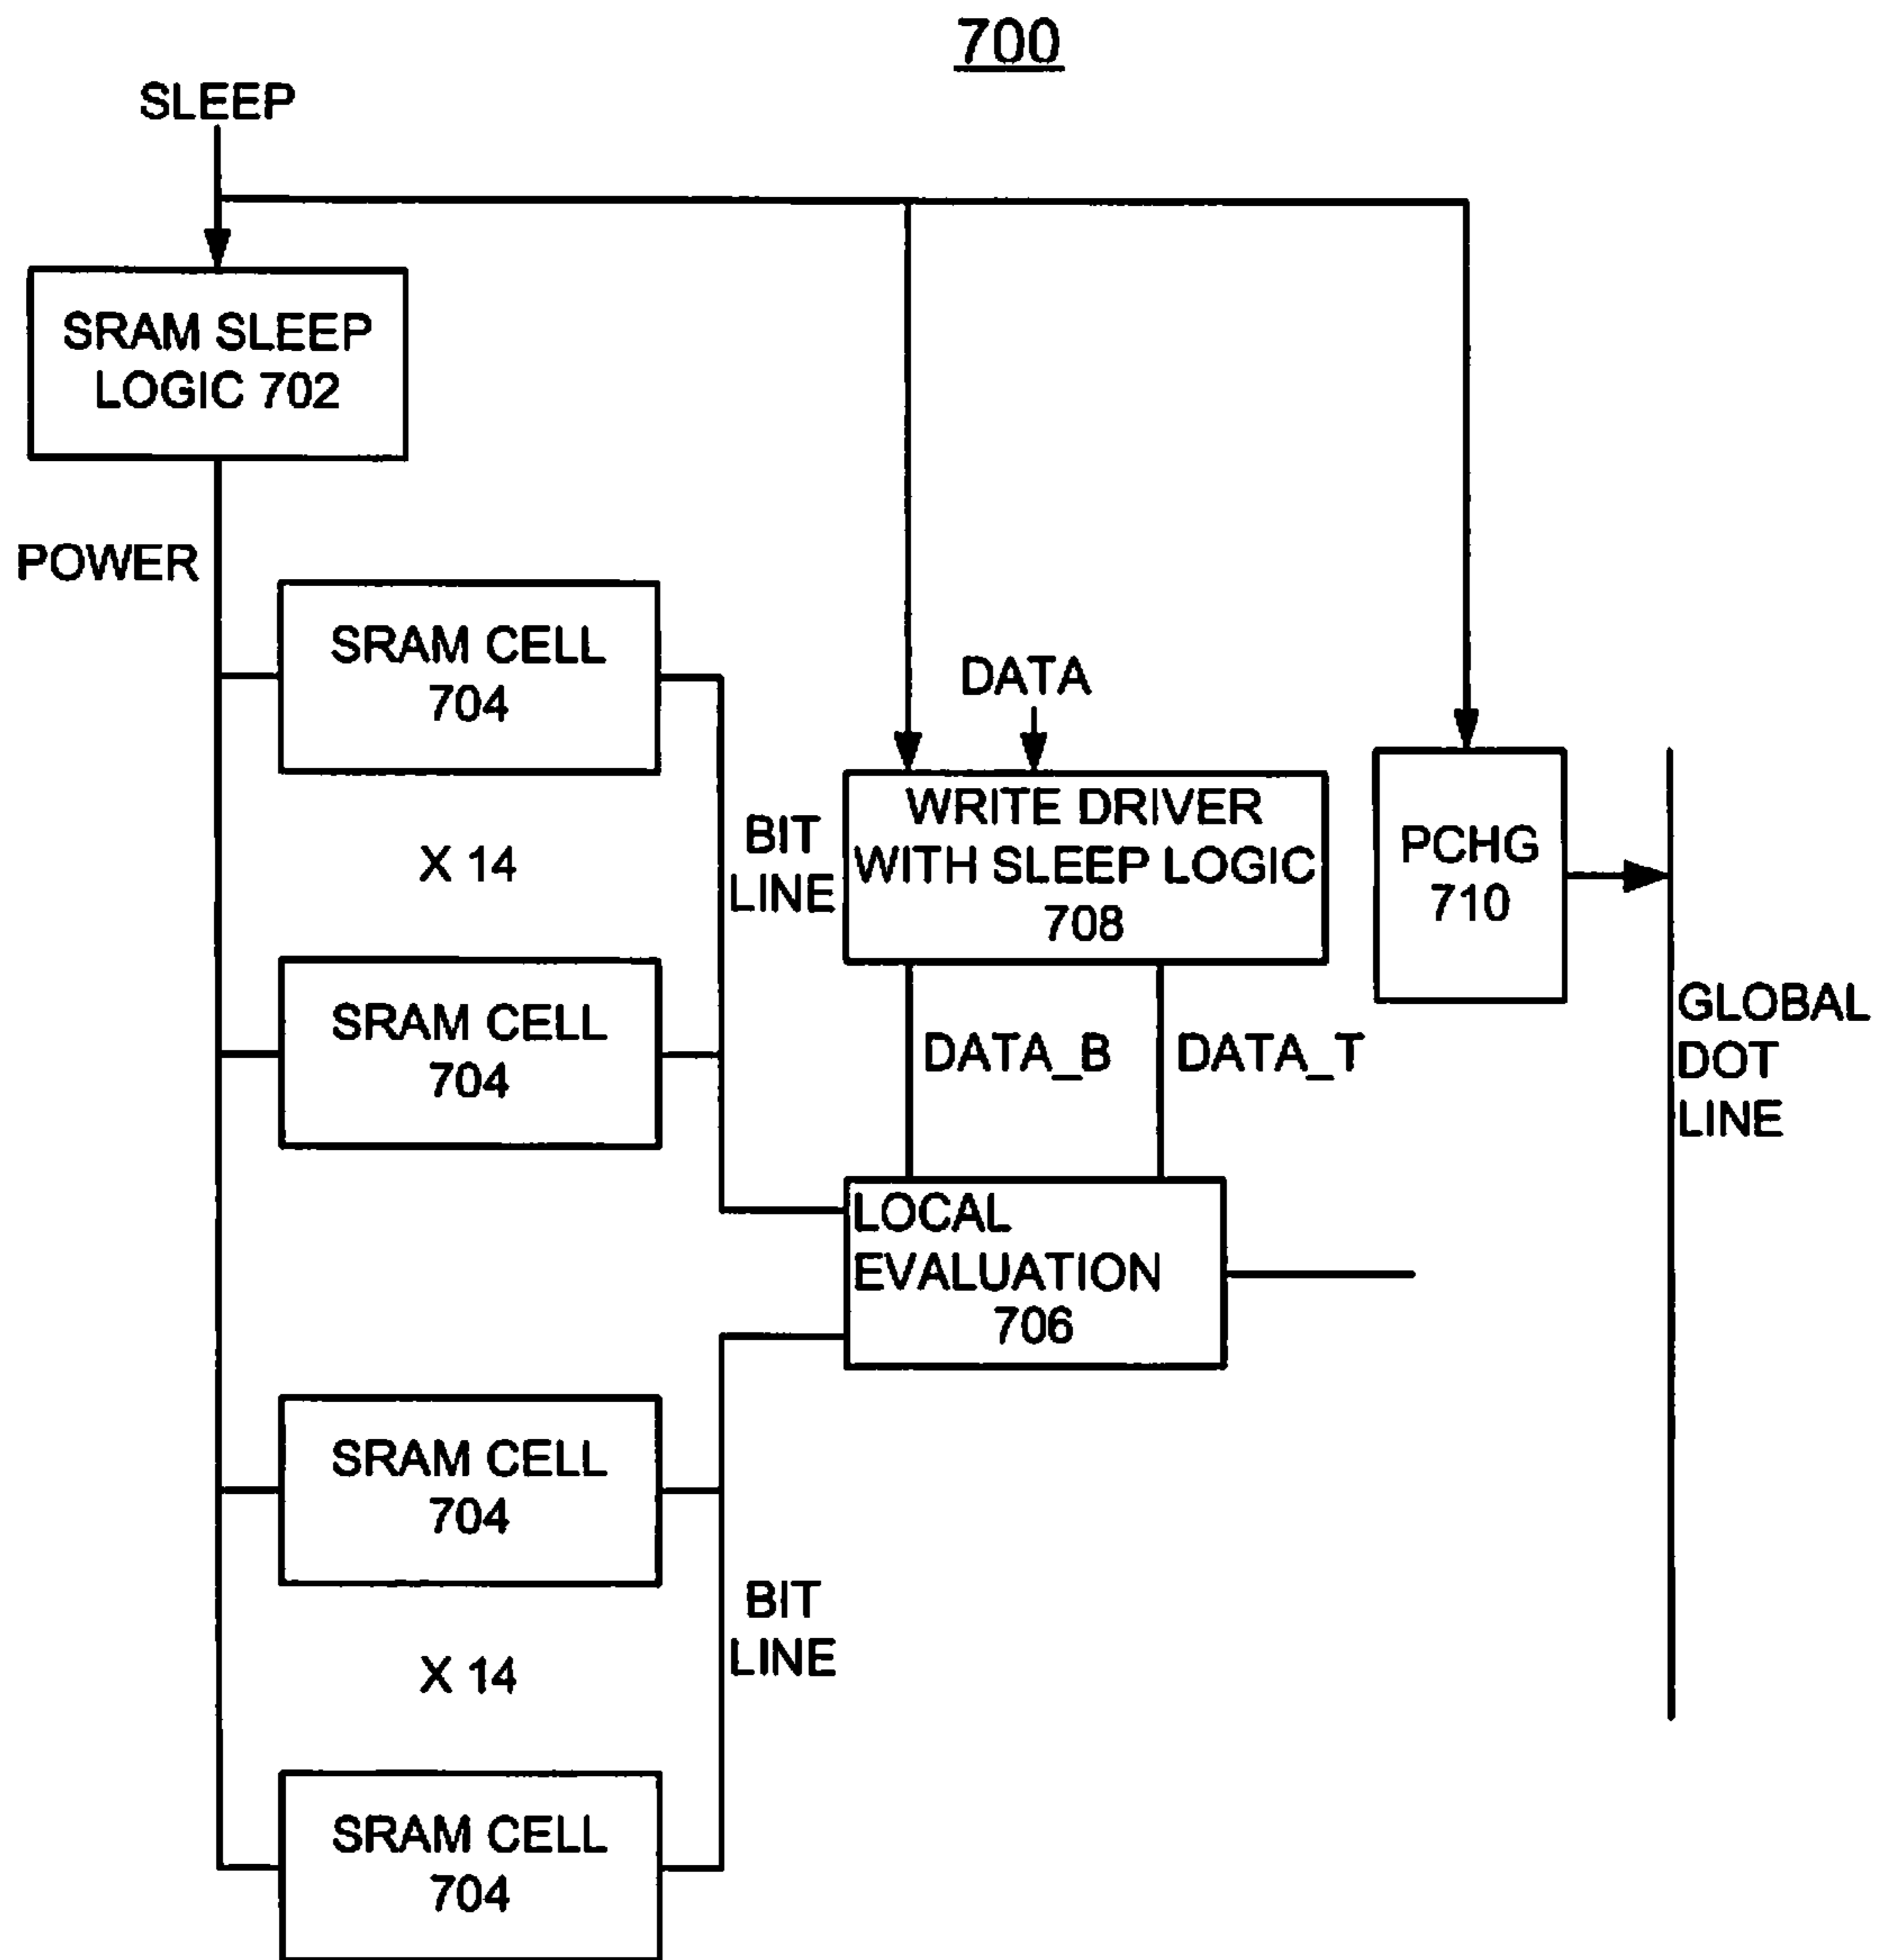 700
SLEEP
SRAM SLEEP
LOGIC 702
POWER
SRAM CELL
704
X 14
BIT
LINE
SRAM CELL
704
DATA
WRITE DRIVER
WITH SLEEP LOGIC
708
PCHG
710
DATA_B
DATA_T
GLOBAL
DOT
LINE
LOCAL
EVALUATION
706
SRAM CELL
704
X 14
BIT
LINE
SRAM CELL
704